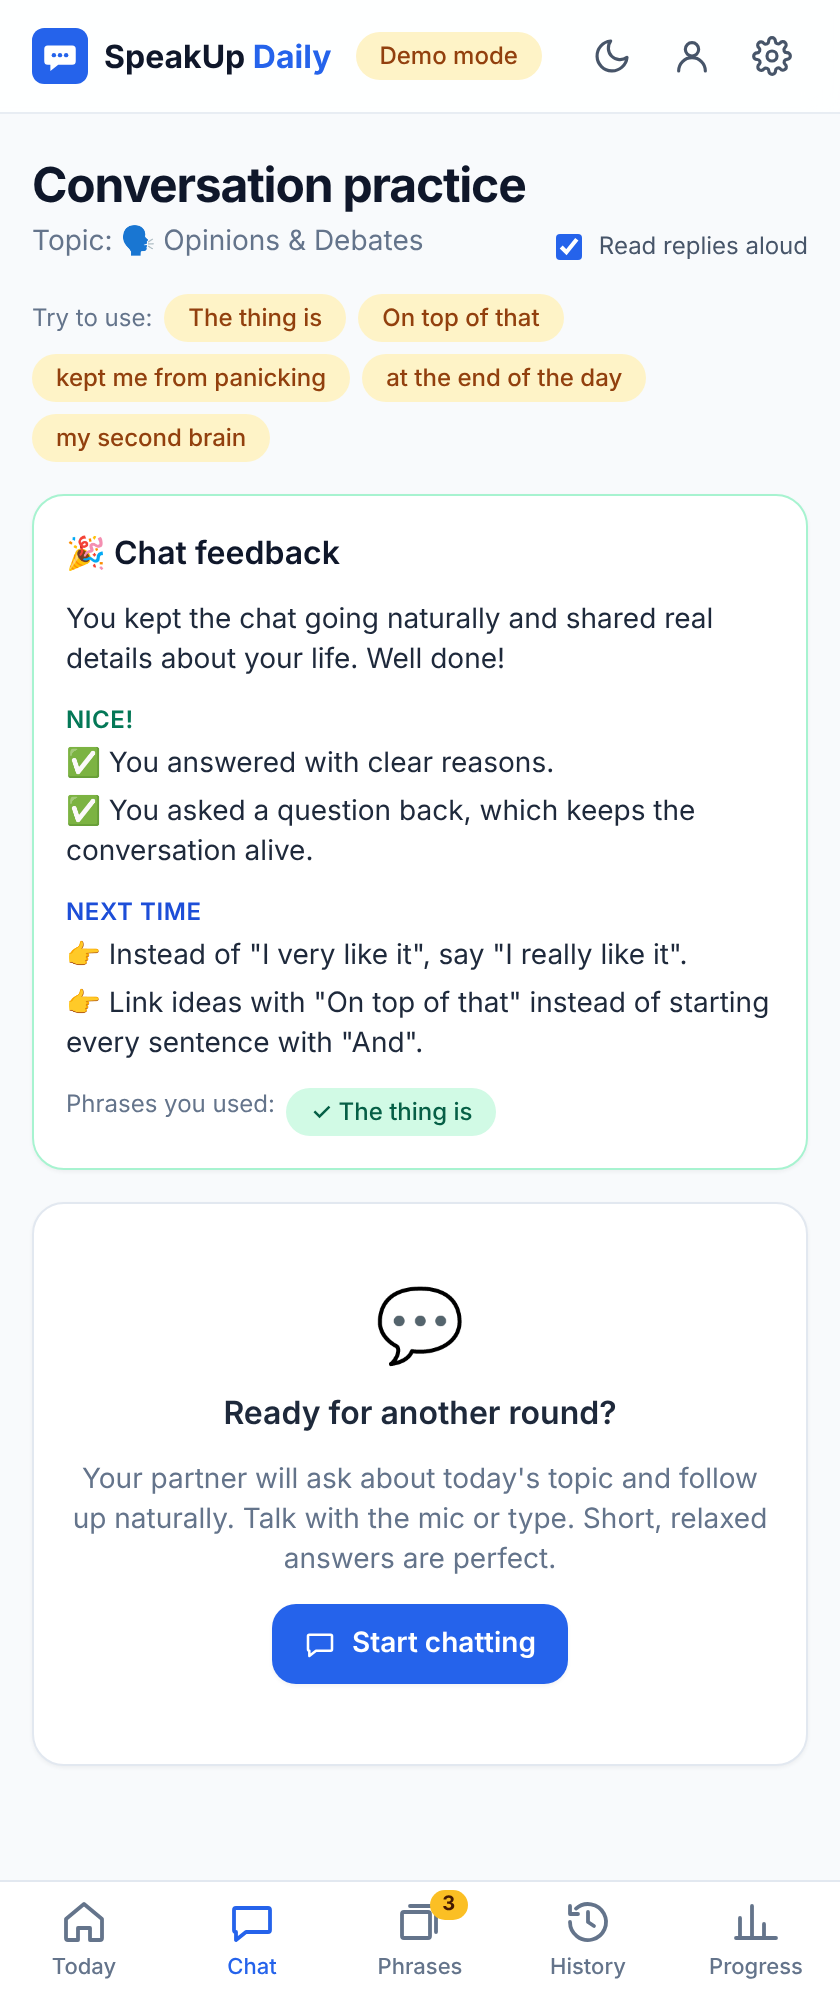 SpeakUp Daily
Demo mode
Conversation practice
Topic: 🗣️ Opinions & Debates
Read replies aloud
Try to use: The thing is On top of that
kept me from panicking at the end of the day
my second brain
🎉 Chat feedback
You kept the chat going naturally and shared real
details about your life. Well done!
NICE!
✅ You answered with clear reasons.
✅ You asked a question back, which keeps the
conversation alive.
NEXT TIME
👉 Instead of "I very like it", say "I really like it".
👉 Link ideas with "On top of that" instead of starting
every sentence with "And".
Phrases you used: ✓ The thing is
Ready for another round?
Your partner will ask about today's topic and follow
up naturally. Talk with the mic or type. Short, relaxed
answers are perfect.
Start chatting
3
Today Chat Phrases History Progress